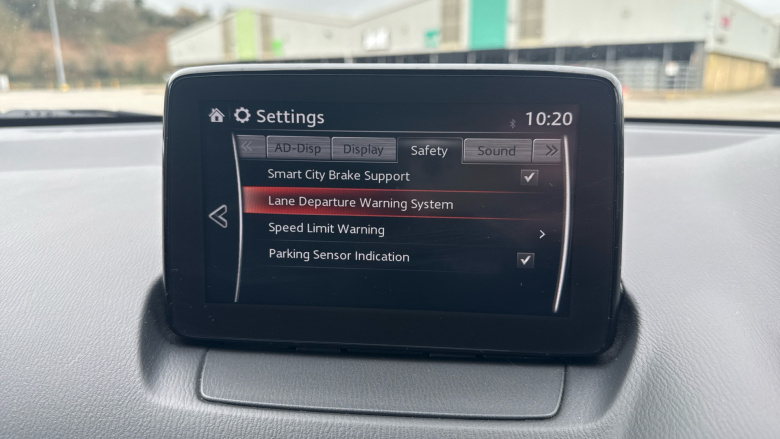 Settings 10:20
AD-Disp Display Safety Sound
Smart City Brake Support
Lane Departure Warning System
Speed Limit Warning
Parking Sensor Indication